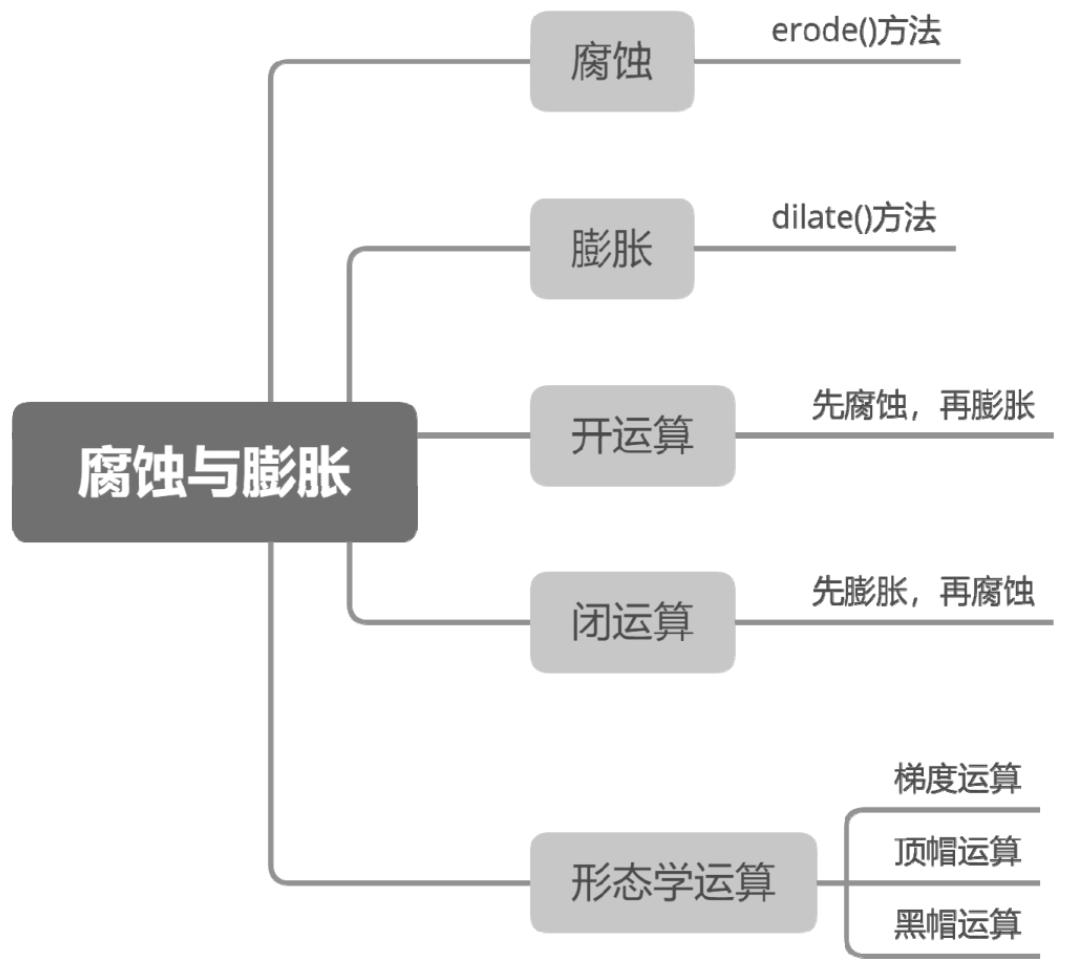 腐蚀与膨胀
腐蚀
erode()方法
膨胀
dilate()方法
开运算
先腐蚀，再膨胀
闭运算
先膨胀，再腐蚀
形态学运算
梯度运算
顶帽运算
黑帽运算